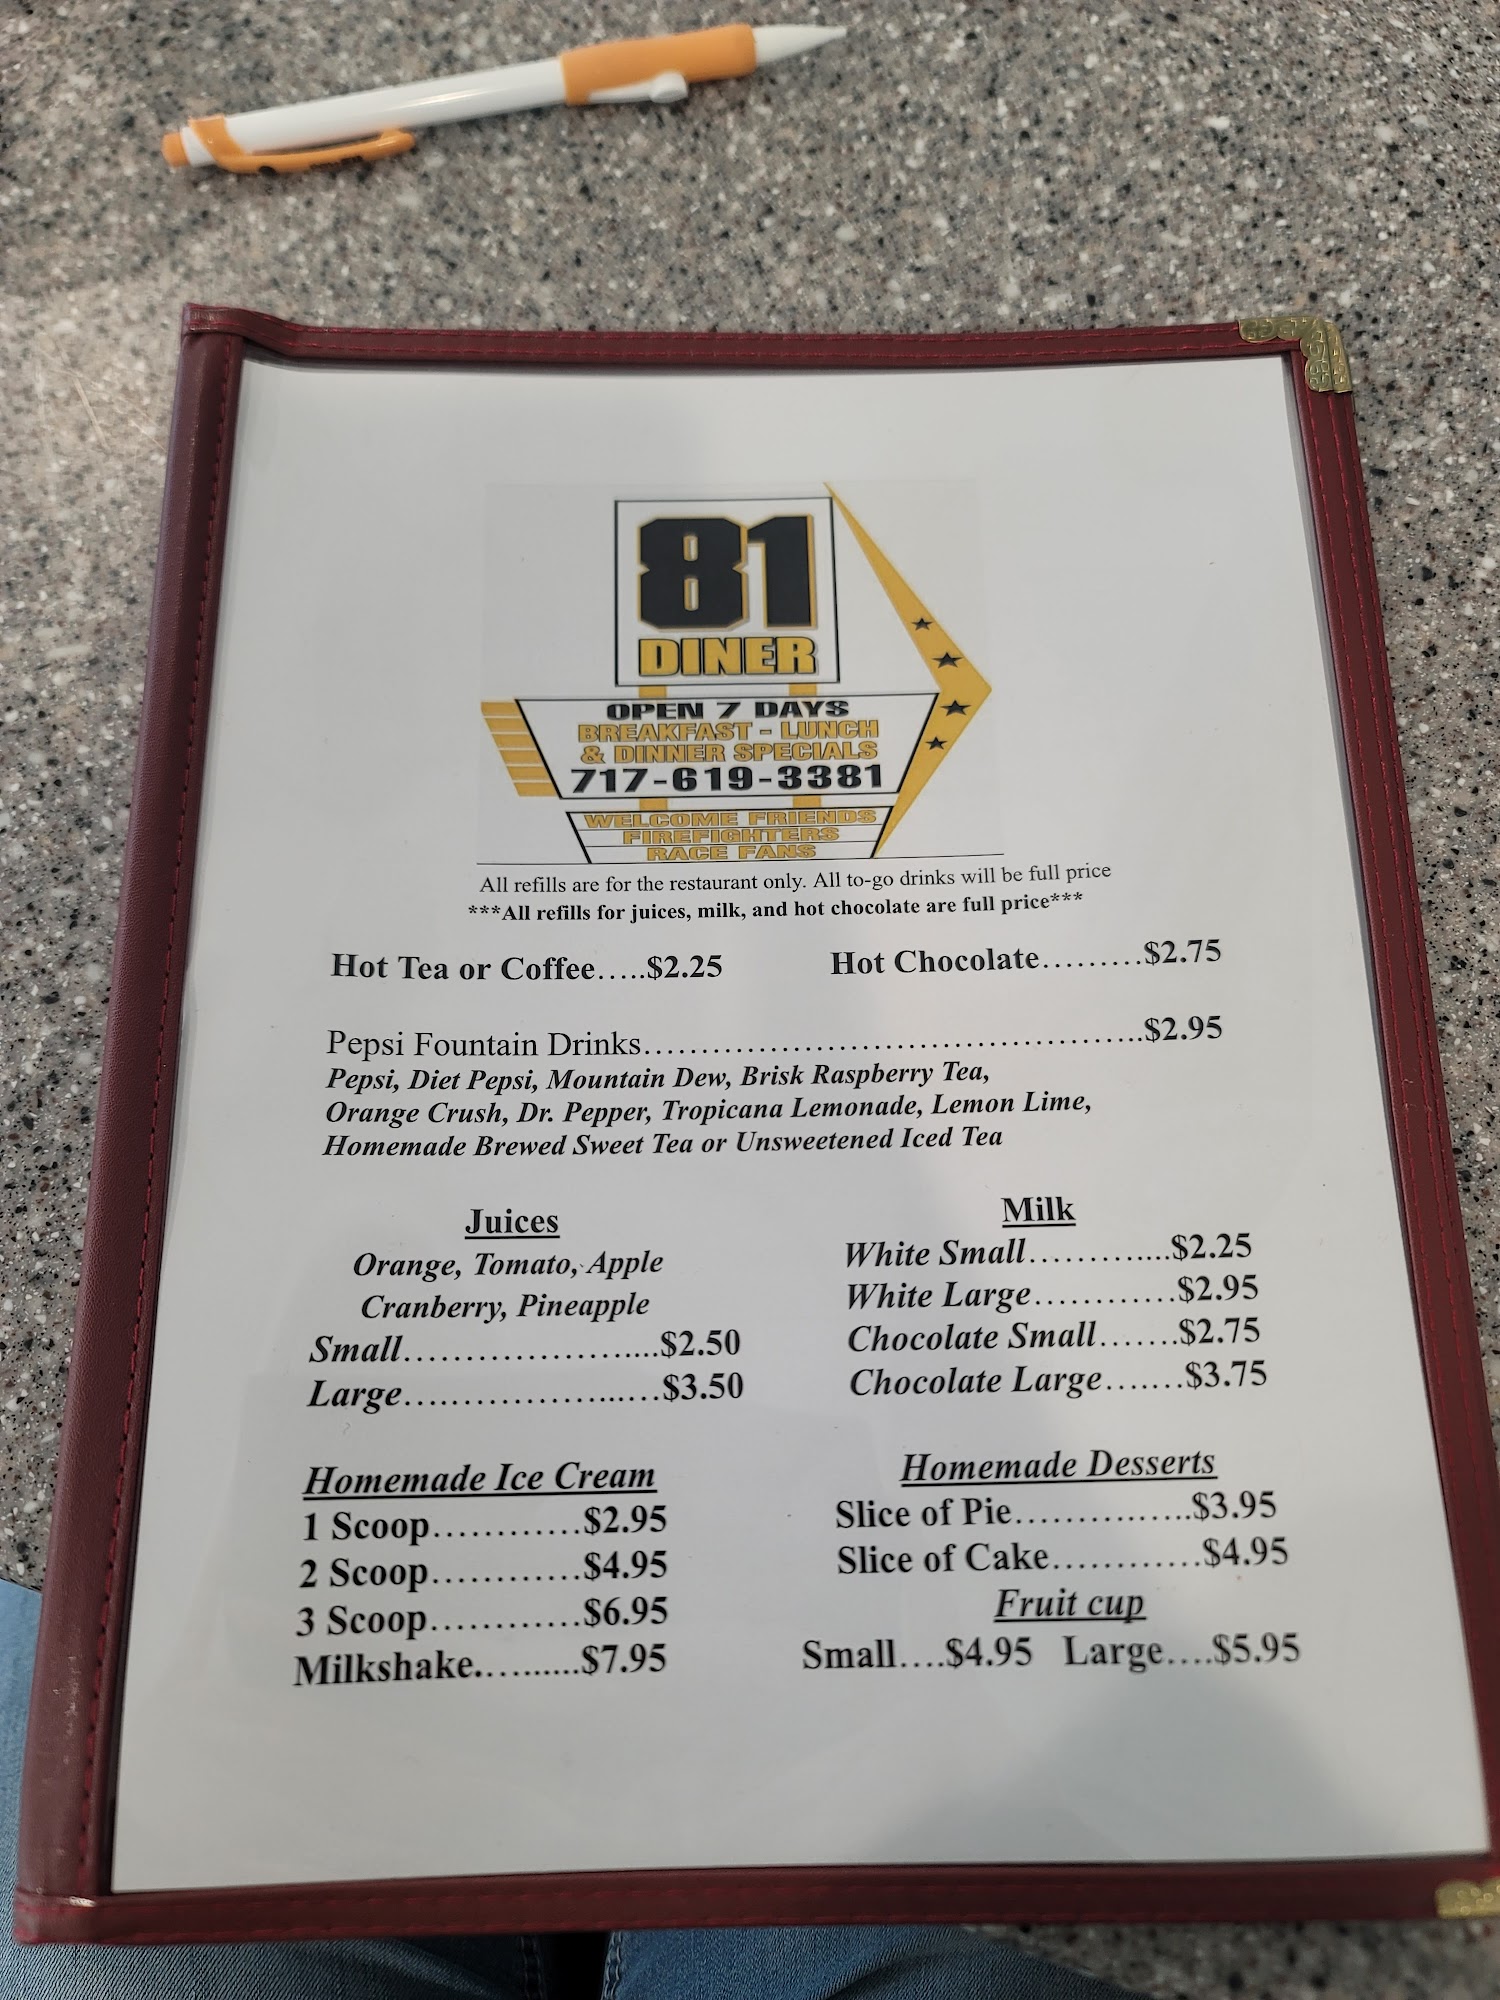 81
DINER
OPEN 7 DAYS
BREAKFAST - LUNCH
& DINNER SPECIALS
717-619-3381
WELCOME FRIENDS
FIREFIGHTERS
RACE FANS
All refills are for the restaurant only. All to-go drinks will be full price
***All refills for juices, milk, and hot chocolate are full price***
Hot Tea or Coffee.....$2.25 Hot Chocolate.........$2.75
Pepsi Fountain Drinks............................................$2.95
Pepsi, Diet Pepsi, Mountain Dew, Brisk Raspberry Tea,
Orange Crush, Dr. Pepper, Tropicana Lemonade, Lemon Lime,
Homemade Brewed Sweet Tea or Unsweetened Iced Tea
Juices
Orange, Tomato, Apple
Cranberry, Pineapple
Small.......................$2.50
Large.......................$3.50
Milk
White Small.............$2.25
White Large.............$2.95
Chocolate Small.......$2.75
Chocolate Large.......$3.75
Homemade Ice Cream
1 Scoop.............$2.95
2 Scoop.............$4.95
3 Scoop.............$6.95
Milkshake..........$7.95
Homemade Desserts
Slice of Pie...............$3.95
Slice of Cake.............$4.95
Fruit cup
Small....$4.95 Large....$5.95